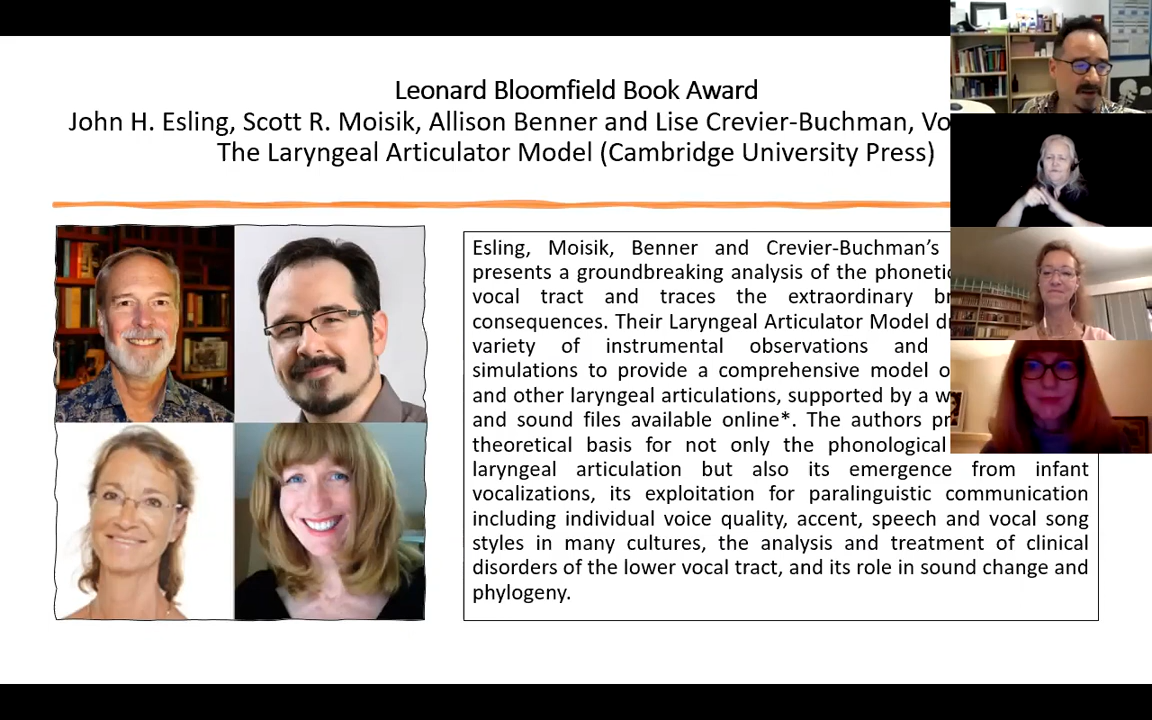 Leonard Bloomfield Book Award
John H. Esling, Scott R. Moisik, Allison Benner and Lise Crevier-Buchman,
The Laryngeal Articulator Model (Cambridge University Press)
Esling, Moisik, Benner and Crevier-Buchman’s
presents a groundbreaking analysis of the
vocal tract and traces the extraordinary
consequences. Their Laryngeal Articulator Model
variety of instrumental observations and
simulations to provide a comprehensive model
and other laryngeal articulations, supported by a
and sound files available online*. The authors
theoretical basis for not only the phonological
laryngeal articulation but also its emergence from infant
vocalizations, its exploitation for paralinguistic communication
including individual voice quality, accent, speech and vocal song
styles in many cultures, the analysis and treatment of clinical
disorders of the lower vocal tract, and its role in sound change and
phylogeny.